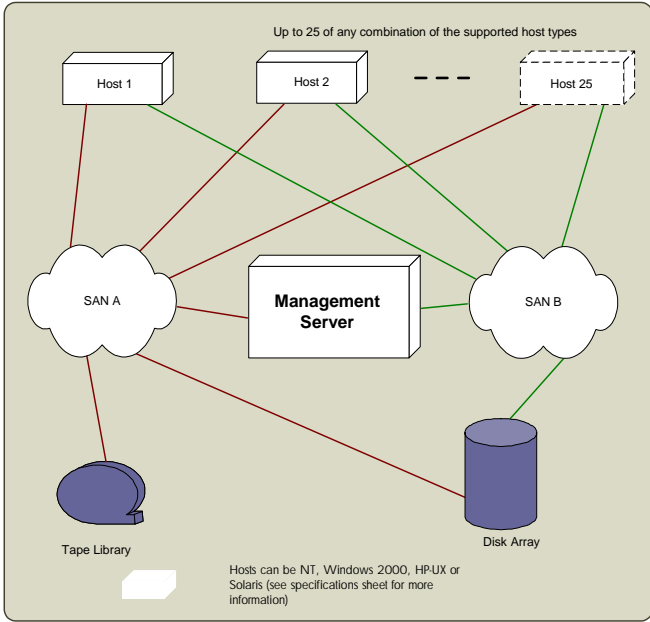 Up to 25 of any combination of the supported host types
Host 1
Host 2
Host 25
SAN A
Management
Server
SAN B
Tape Library
Disk Array
Hosts can be NT, Windows 2000, HP-UX or
Solaris (see specifications sheet for more
information)